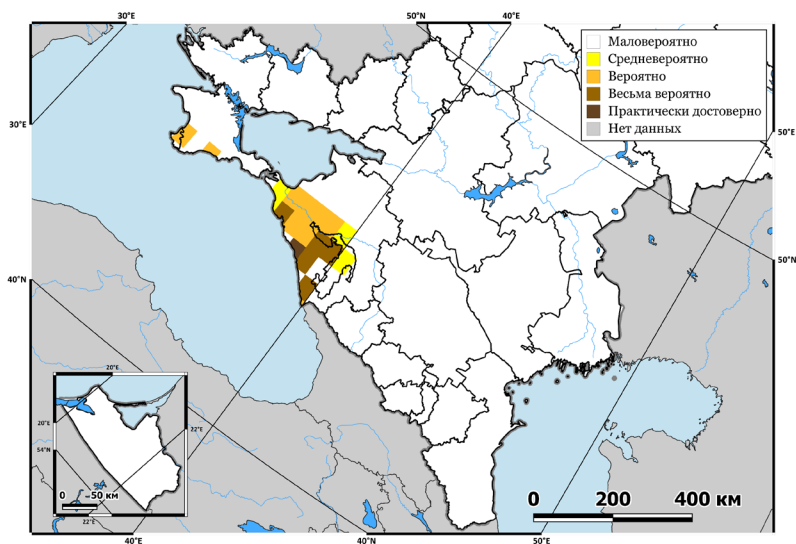 30°E
50°N
40°E
Маловероятно
Средневероятно
Вероятно
Весьма вероятно
Практически достоверно
Нет данных
30°E
50°E
50°N
40°N
20°E
20°E
22°E
54°N
0 50 км
22°E
0 200 400 км
40°E
40°N
50°E